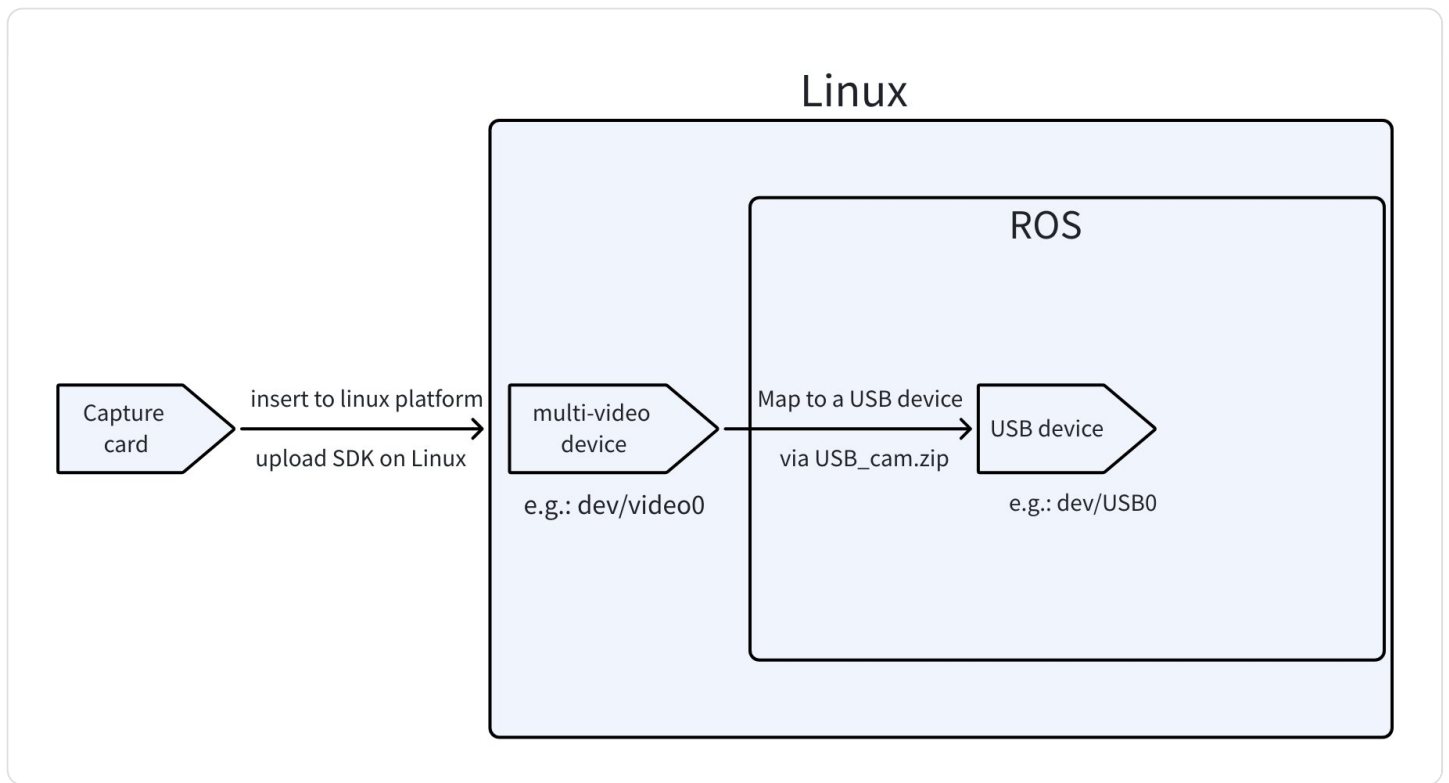 Linux
ROS
Capture
card
insert to linux platform
upload SDK on Linux
multi-video
device
e.g.: dev/video0
Map to a USB device
via USB_cam.zip
USB device
e.g.: dev/USB0